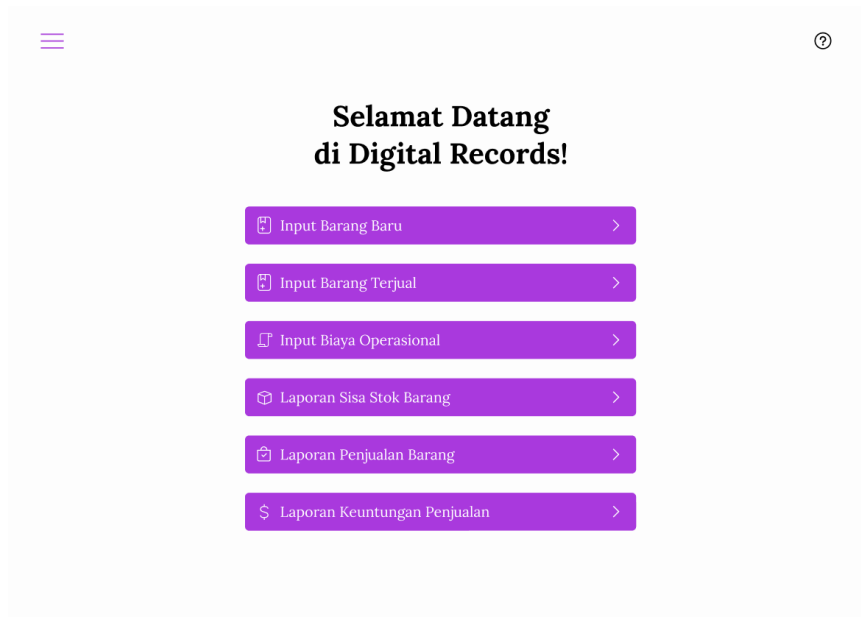 Selamat Datang
di Digital Records!
Input Barang Baru
Input Barang Terjual
Input Biaya Operasional
Laporan Sisa Stok Barang
Laporan Penjualan Barang
Laporan Keuntungan Penjualan